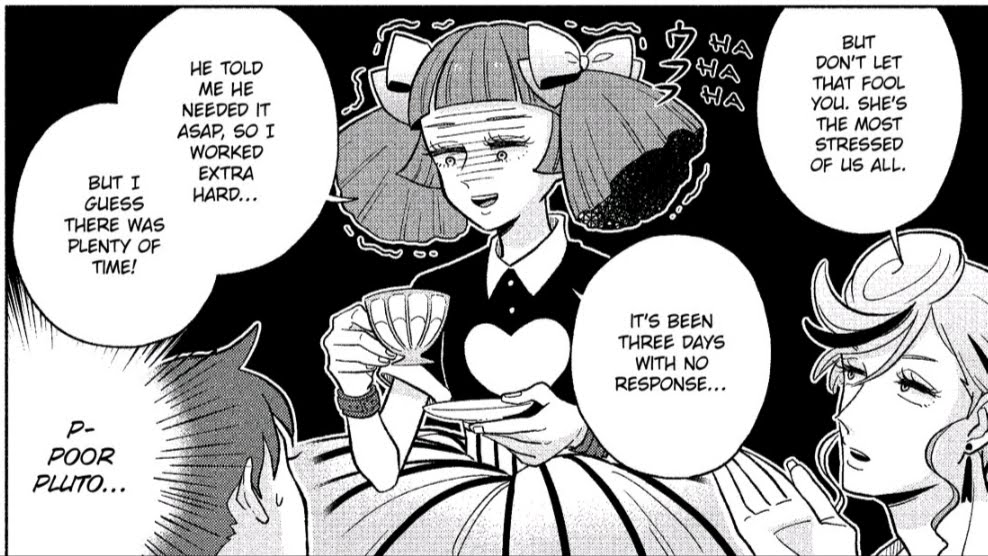 BUT
DON'T LET
THAT FOOL
YOU. SHE'S
THE MOST
STRESSED
OF US ALL.
ウフフ
HA
HA
HA
HE TOLD
ME HE
NEEDED IT
ASAP, SO I
WORKED
EXTRA
HARD...
BUT I
GUESS
THERE WAS
PLENTY OF
TIME!
IT'S BEEN
THREE DAYS
WITH NO
RESPONSE...
P-
POOR
PLUTO...